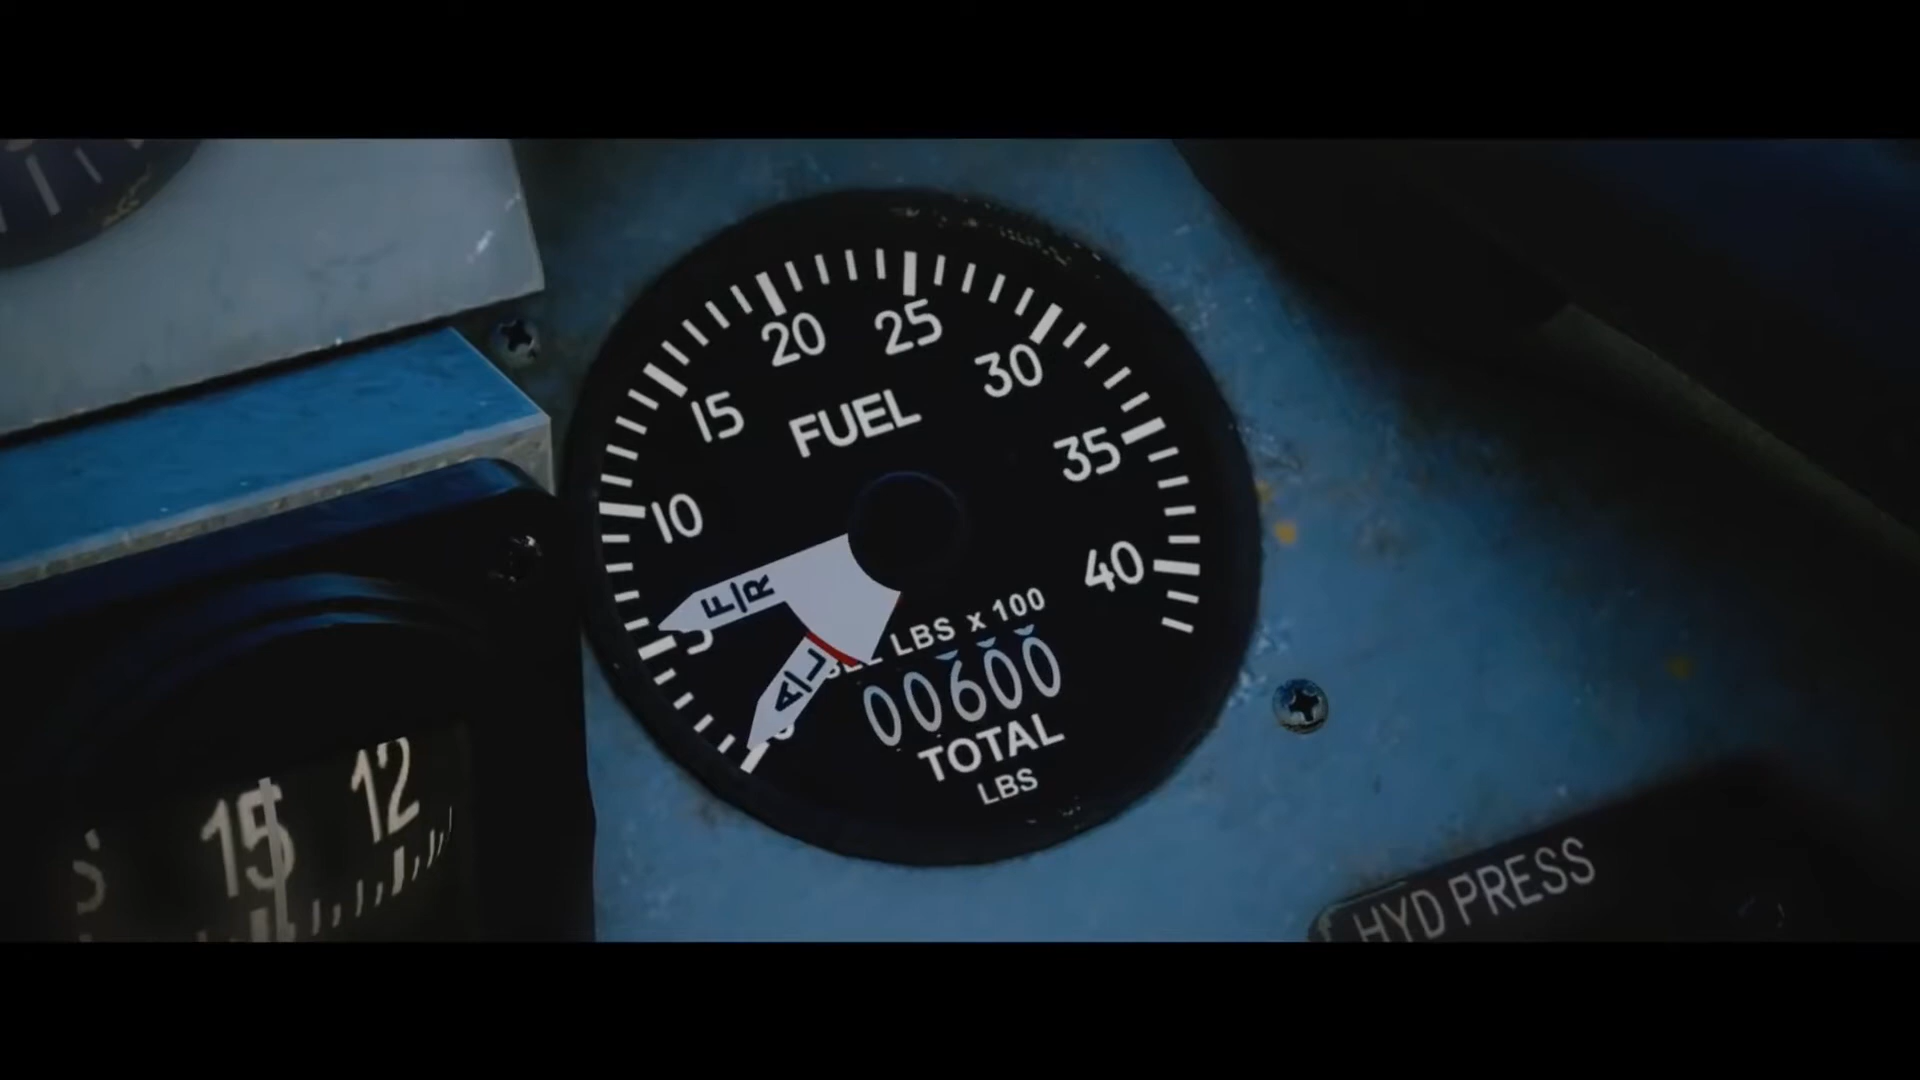 20
25
30
15
FUEL
35
10
40
F/R
LBS x 100
A/L
00600
TOTAL
LBS
15
12
S
HYD PRESS